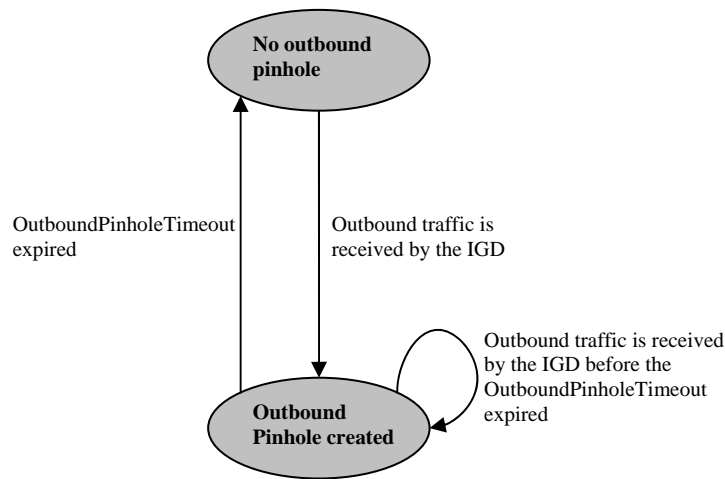 No outbound
pinhole
OutboundPinholeTimeout
expired
Outbound traffic is
received by the IGD
Outbound traffic is received
by the IGD before the
OutboundPinholeTimeout
expired
Outbound
Pinhole created